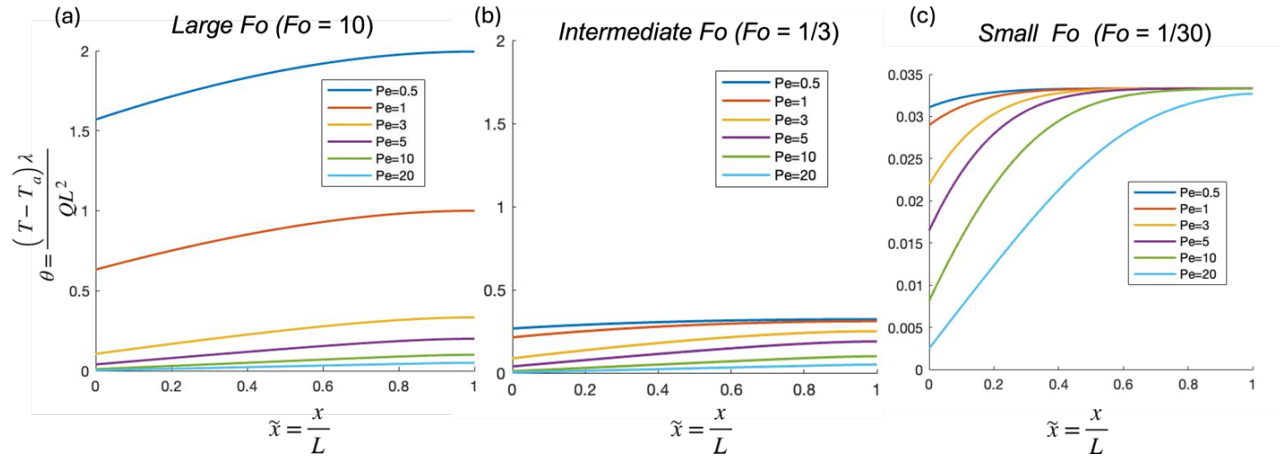 (a)
Large Fo (Fo = 10)
θ = (T − T_a) λ / QL²
2
1.5
1
0.5
0
Pe=0.5
Pe=1
Pe=3
Pe=5
Pe=10
Pe=20
0 0.2 0.4 0.6 0.8 1
x̃ = x / L
(b)
Intermediate Fo (Fo = 1/3)
2
1.5
1
0.5
0
Pe=0.5
Pe=1
Pe=3
Pe=5
Pe=10
Pe=20
0 0.2 0.4 0.6 0.8 1
x̃ = x / L
(c)
Small Fo (Fo = 1/30)
0.035
0.03
0.025
0.02
0.015
0.01
0.005
0
Pe=0.5
Pe=1
Pe=3
Pe=5
Pe=10
Pe=20
0 0.2 0.4 0.6 0.8 1
x̃ = x / L